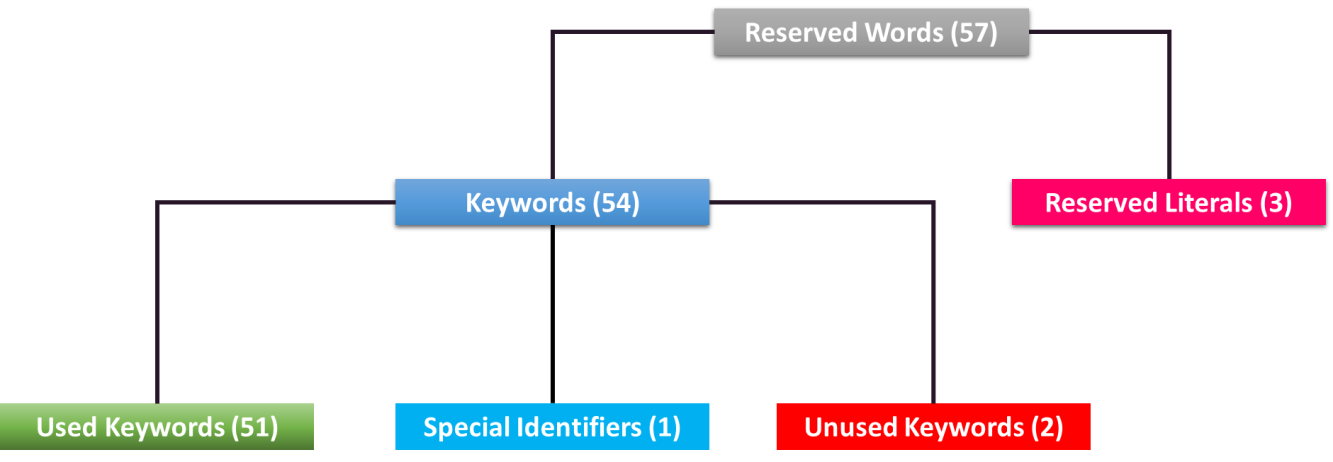 Reserved Words (57)
Keywords (54)
Reserved Literals (3)
Used Keywords (51)
Special Identifiers (1)
Unused Keywords (2)